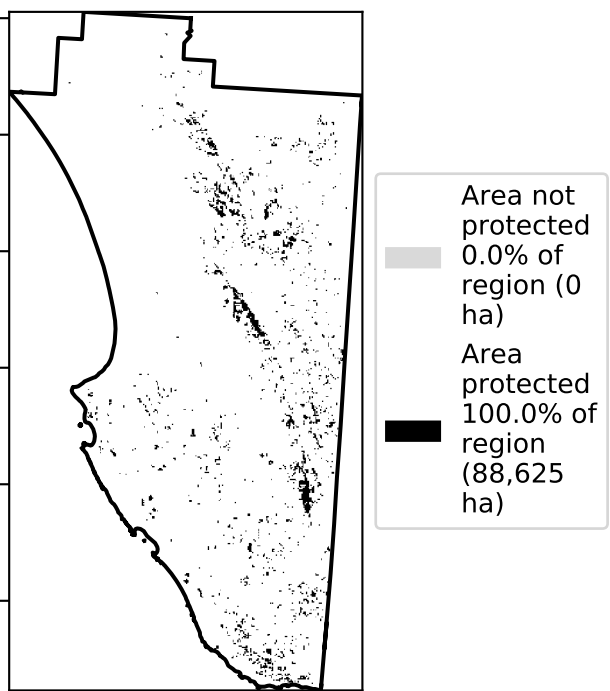 Area not
protected
0.0% of
region (0
ha)
Area
protected
100.0% of
region
(88,625
ha)